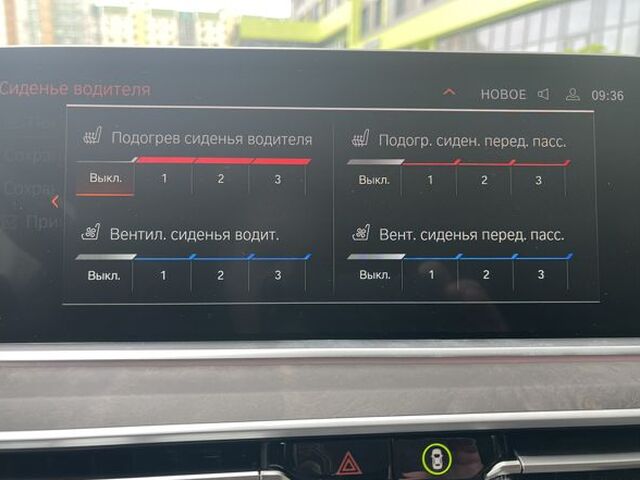 Сиденье водителя
НОВОЕ 09:36
Подогрев сиденья водителя
Выкл. 1 2 3
Подогр. сиден. перед. пасс.
Выкл. 1 2 3
Вентил. сиденья водит.
Выкл. 1 2 3
Вент. сиденья перед. пасс.
Выкл. 1 2 3